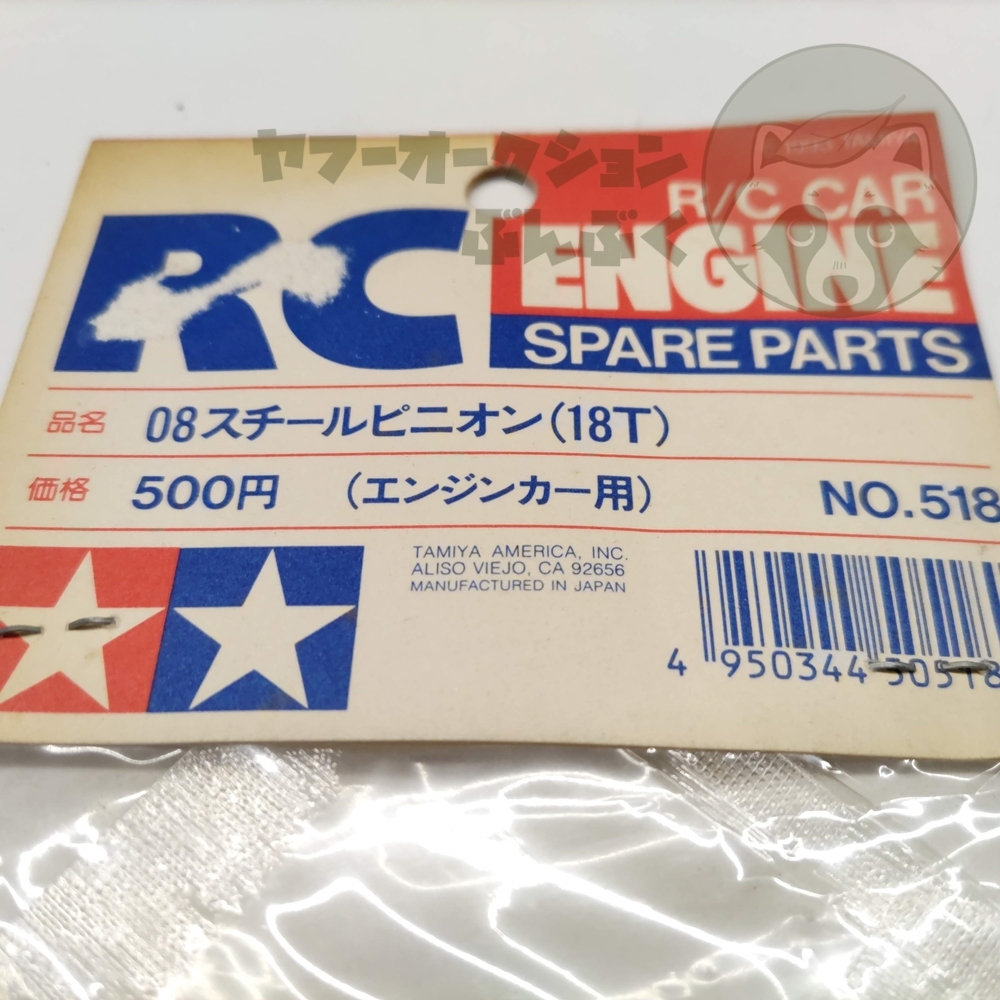 ヤフーオークション
ぶんぶく
RC
R/C CAR
ENGINE
SPARE PARTS
品名 08スチールピニオン(18T)
価格 500円 (エンジンカー用) NO.518
TAMIYA AMERICA, INC.
ALISO VIEJO, CA 92656
MANUFACTURED IN JAPAN
4 950344 50518